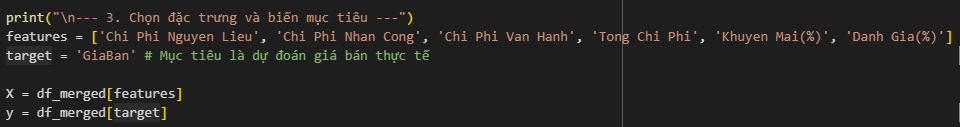 print("\n--- 3. Chọn đặc trưng và biến mục tiêu ---")
features = ['Chi Phi Nguyen Lieu', 'Chi Phi Nhan Cong', 'Chi Phi Van Hanh', 'Tong Chi Phi', 'Khuyen Mai(%)', 'Danh Gia(%)']
target = 'GiaBan' # Mục tiêu là dự đoán giá bán thực tế
X = df_merged[features]
y = df_merged[target]